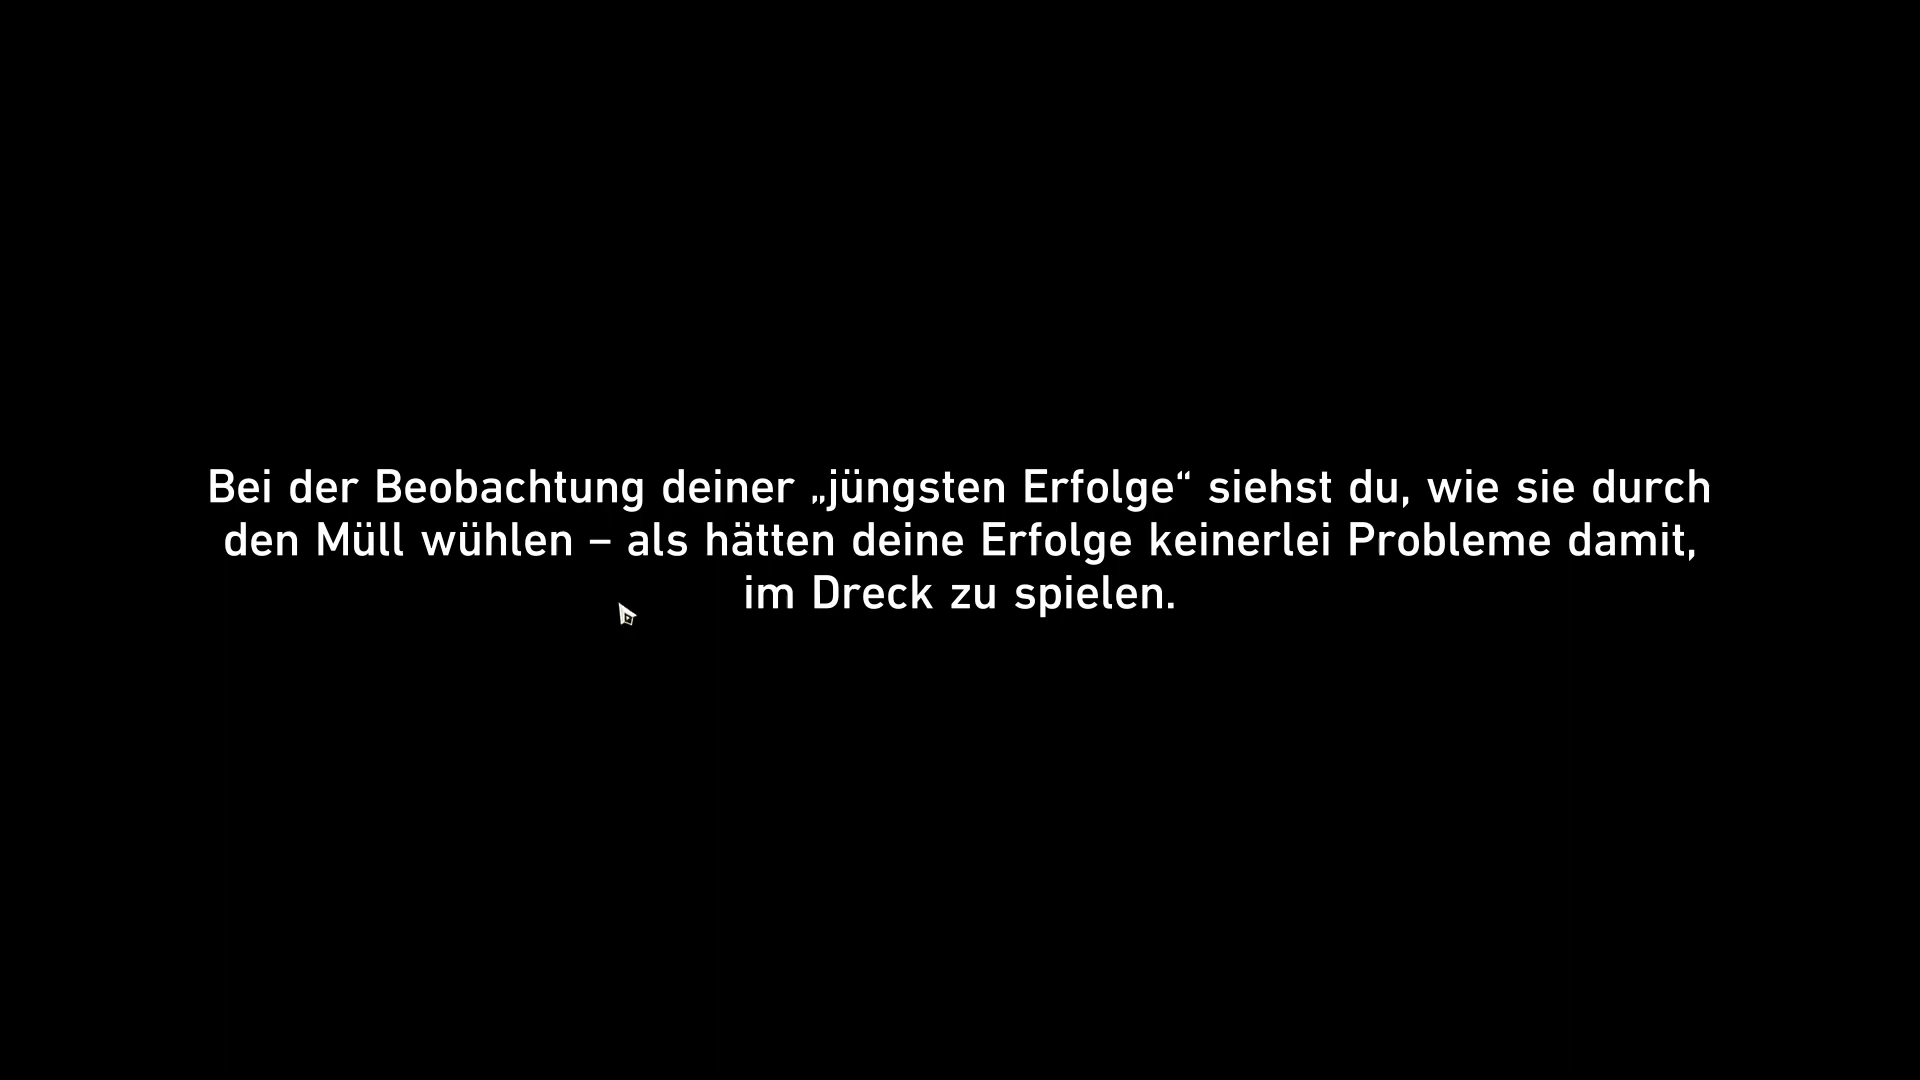 Bei der Beobachtung deiner „jüngsten Erfolge“ siehst du, wie sie durch
den Müll wühlen – als hätten deine Erfolge keinerlei Probleme damit,
im Dreck zu spielen.